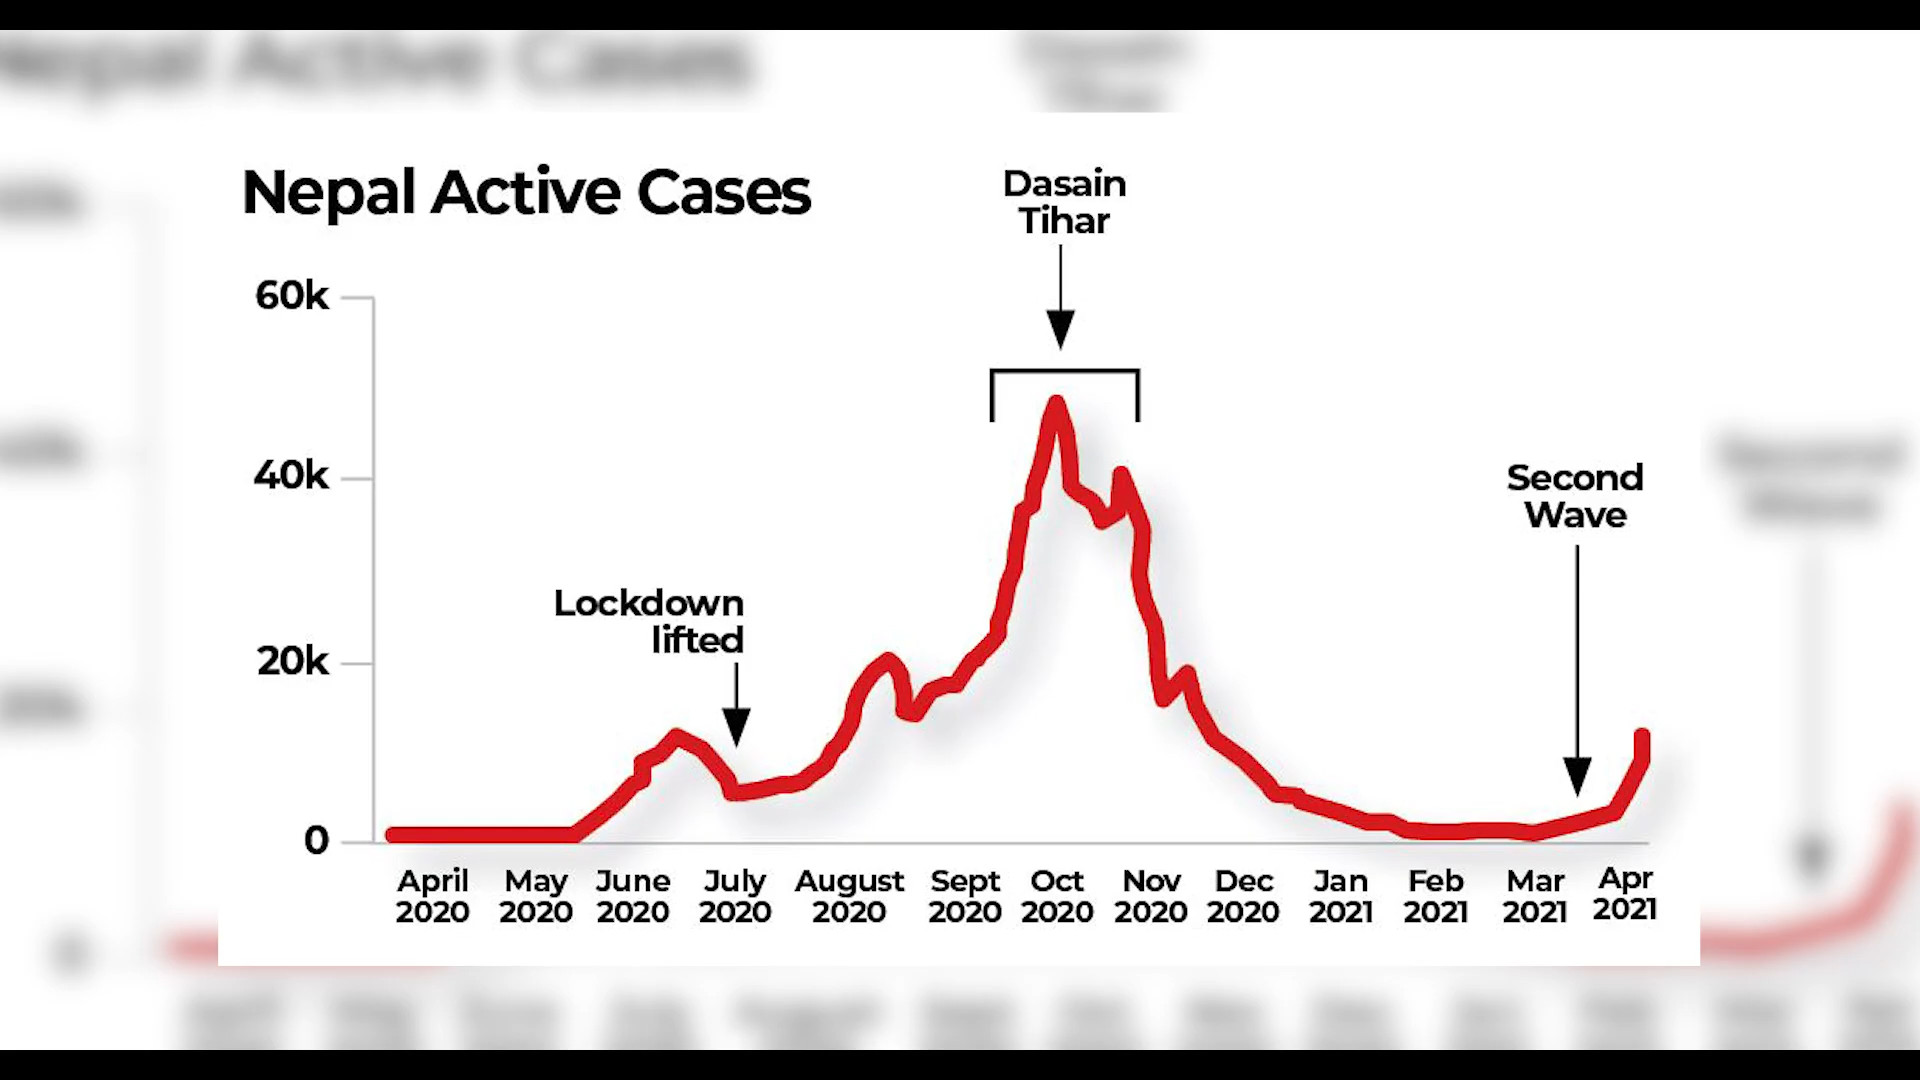 Nepal Active Cases
Dasain
Tihar
60k
40k
20k
0
Lockdown
lifted
Second
Wave
April
2020
May
2020
June
2020
July
2020
August
2020
Sept
2020
Oct
2020
Nov
2020
Dec
2020
Jan
2021
Feb
2021
Mar
2021
Apr
2021